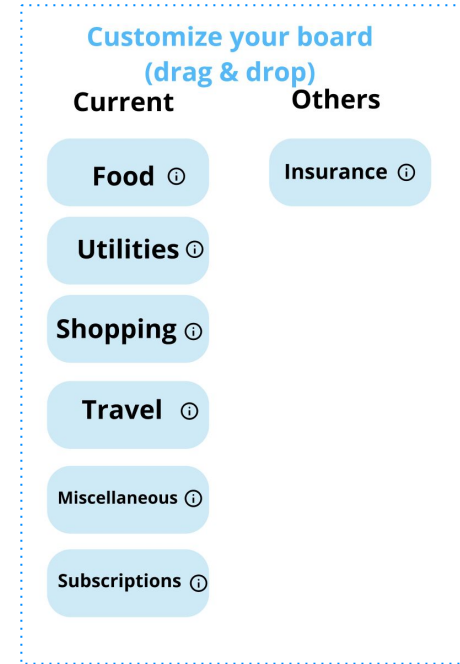 Customize your board
(drag & drop)
Current
Others
Food
Insurance
Utilities
Shopping
Travel
Miscellaneous
Subscriptions